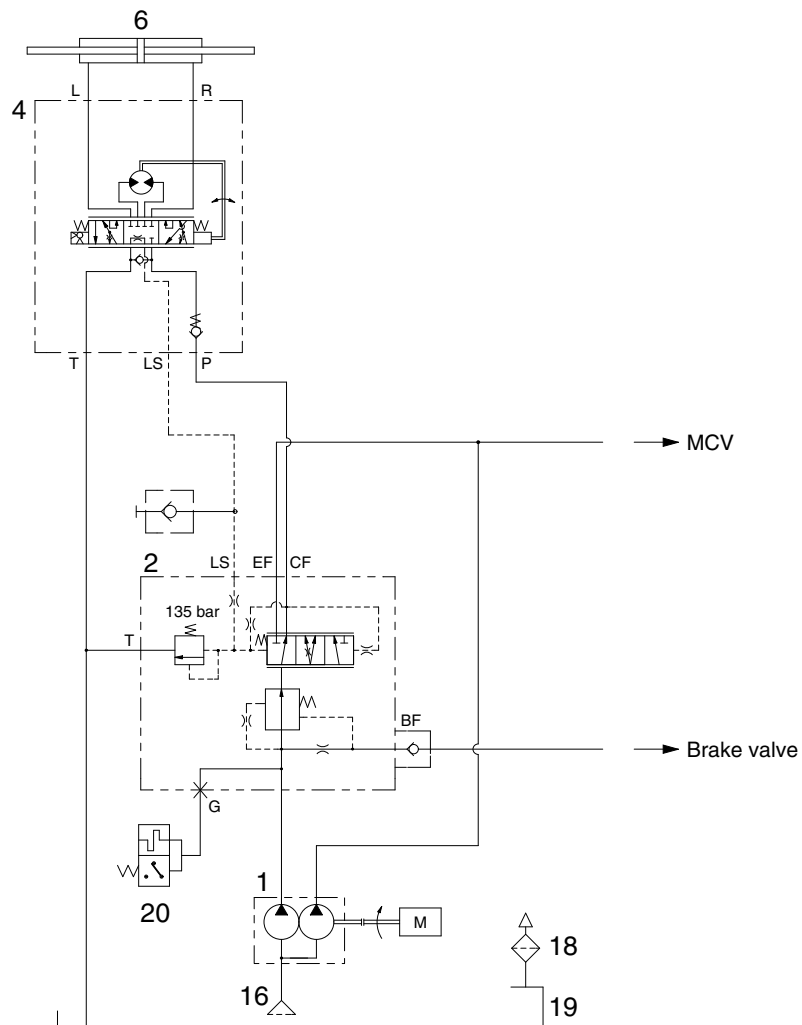 6
L R
4
T LS P
MCV
2 LS EF CF
135 bar
T
BF
Brake valve
G
1
20
M
18
16
19